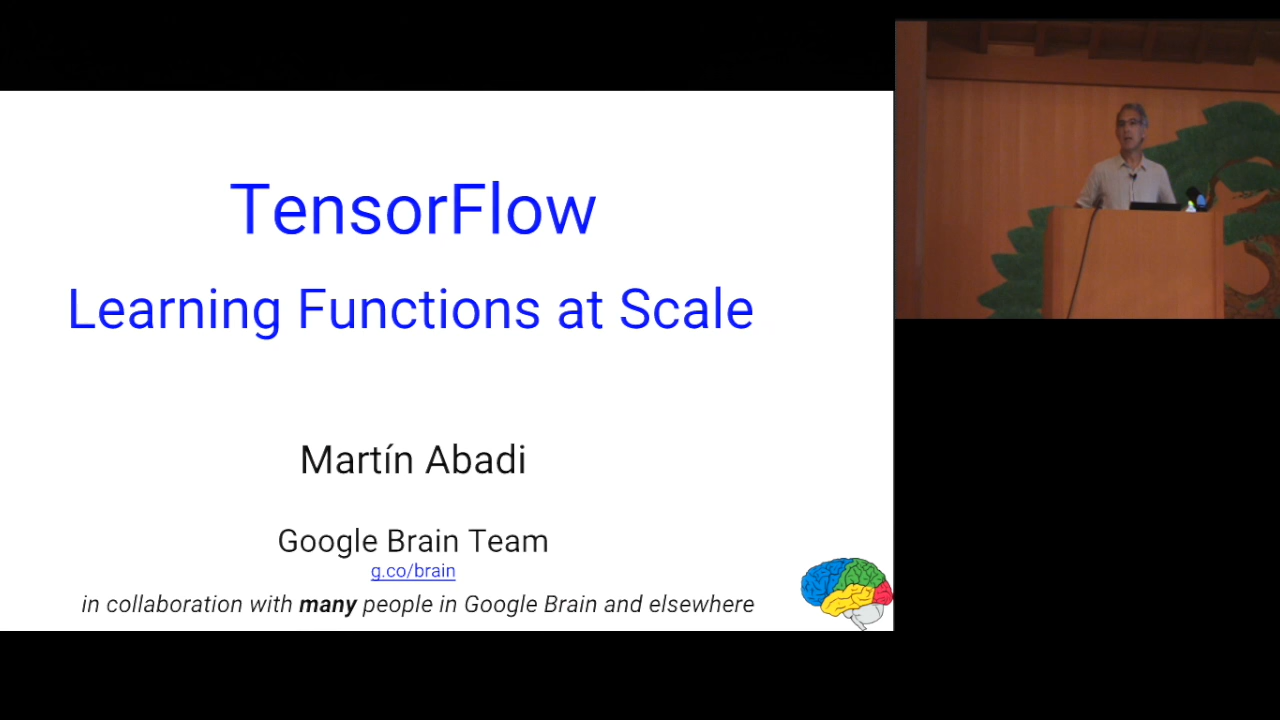 TensorFlow
Learning Functions at Scale
Martín Abadi
Google Brain Team
g.co/brain
in collaboration with many people in Google Brain and elsewhere